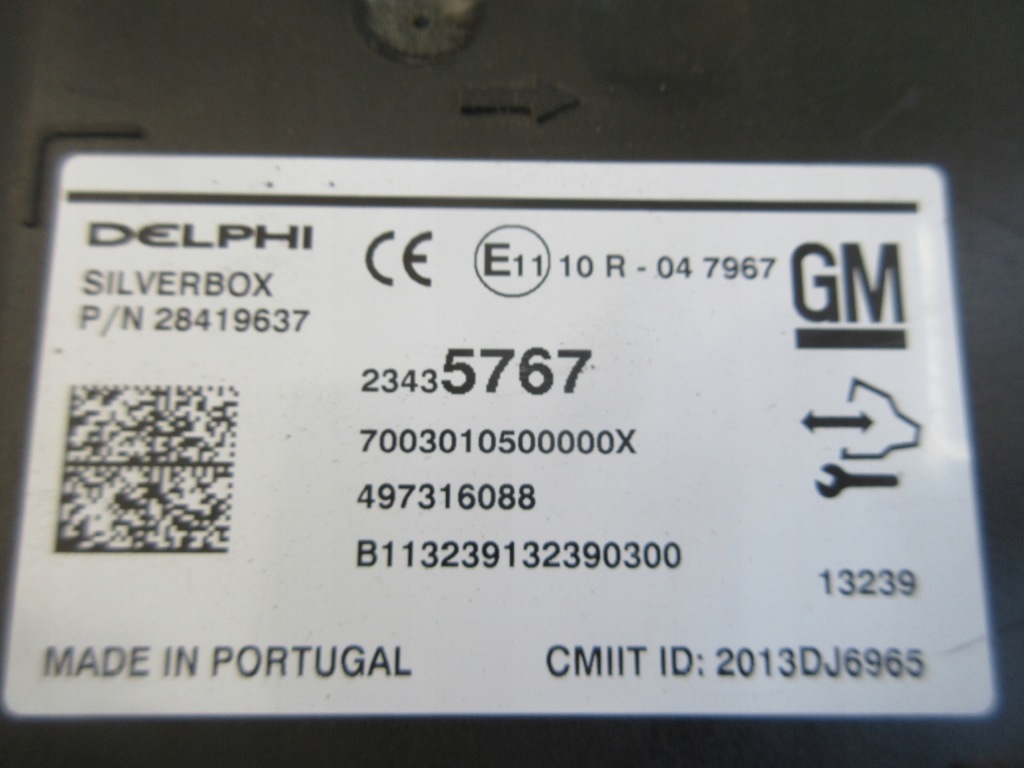 DELPHI
SILVERBOX
P/N 28419637
CE E11 10 R - 04 7967
GM
23435767
7003010500000X
497316088
B113239132390300
13239
MADE IN PORTUGAL
CMIIT ID: 2013DJ6965